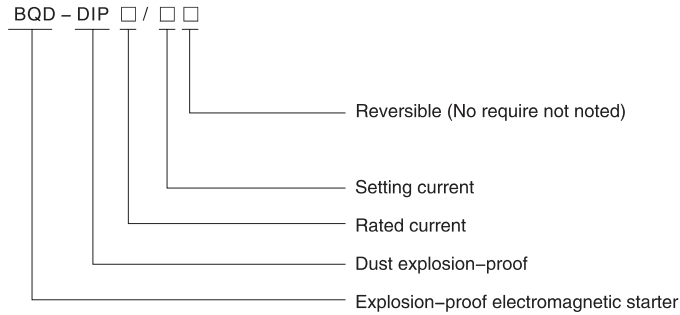 BQD – DIP □ / □ □
Reversible (No require not noted)
Setting current
Rated current
Dust explosion–proof
Explosion–proof electromagnetic starter